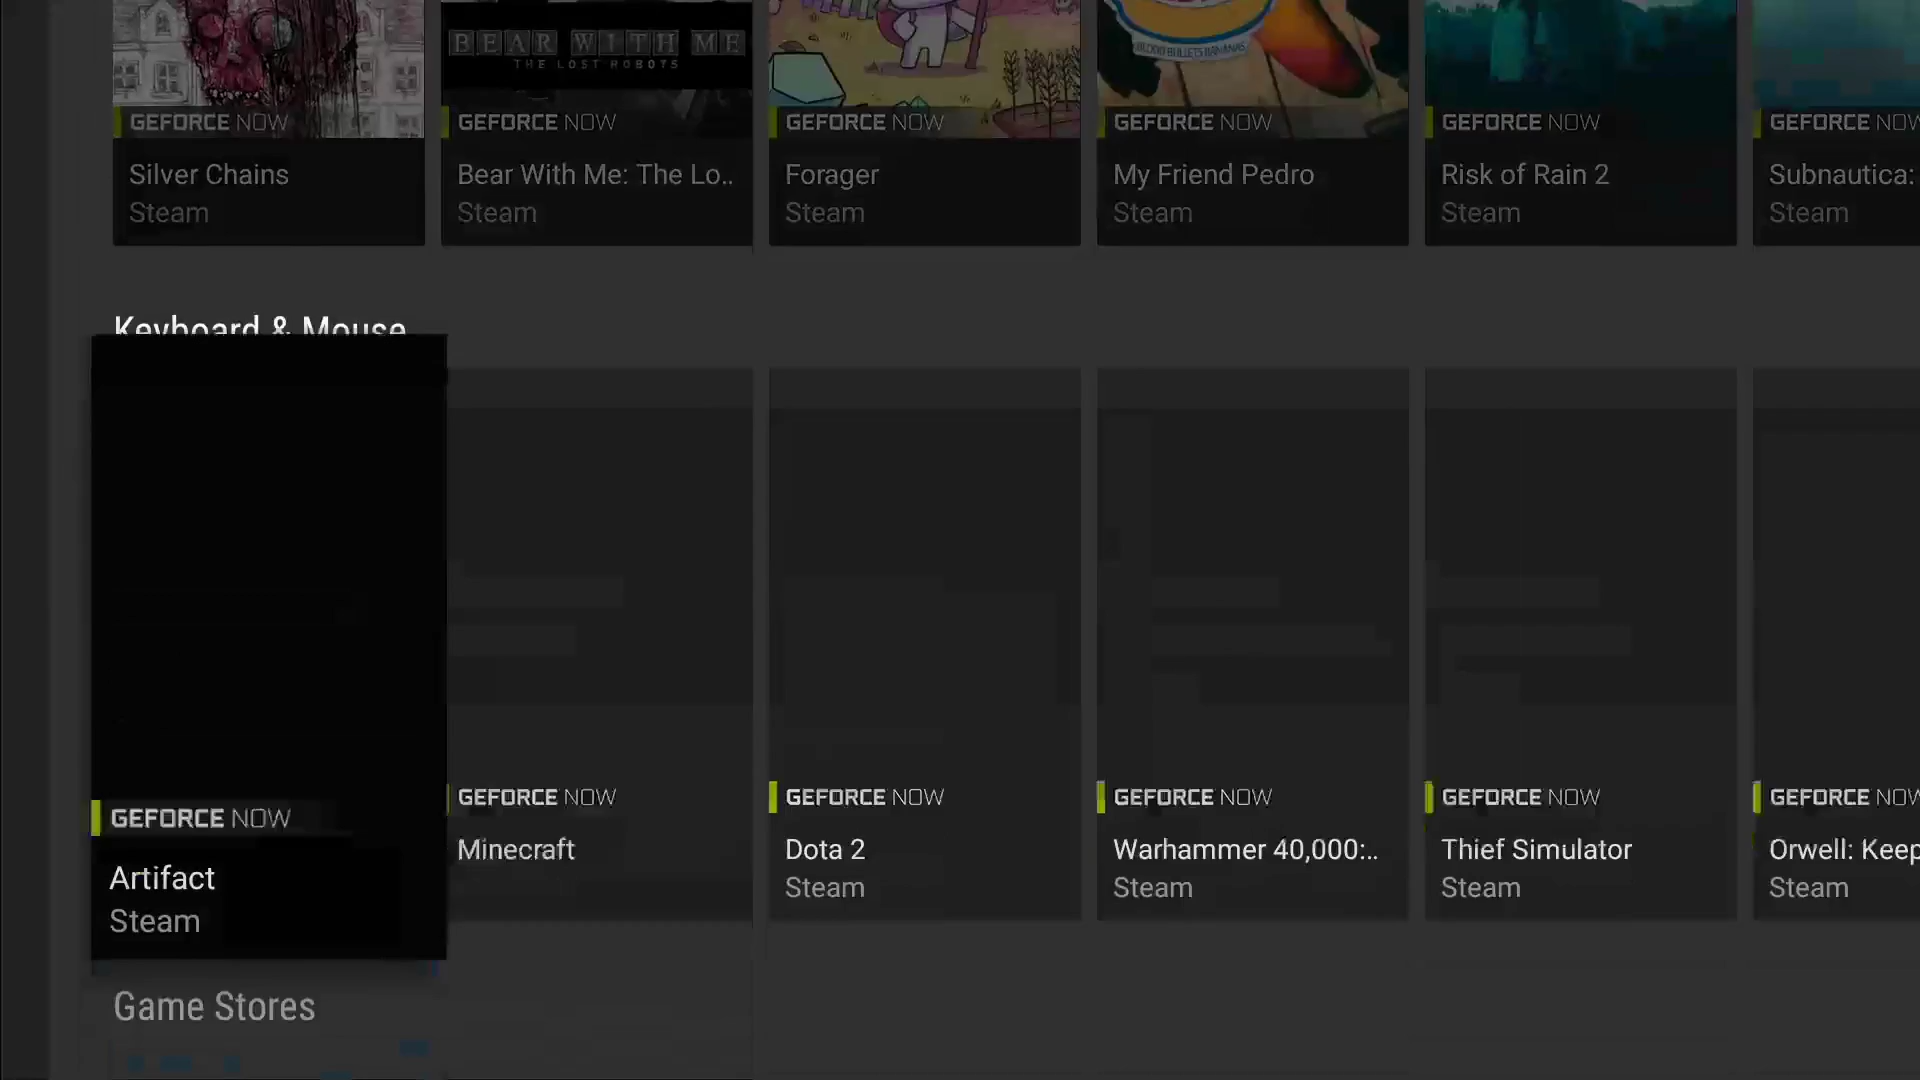 BEAR WITH ME
THE LOST ROBOTS
BLOOD BULLETS BANANAS
GEFORCE NOW
GEFORCE NOW
GEFORCE NOW
GEFORCE NOW
GEFORCE NOW
GEFORCE NOW
Silver Chains
Bear With Me: The Lo..
Forager
My Friend Pedro
Risk of Rain 2
Subnautica:
Steam
Steam
Steam
Steam
Steam
Steam
Keyboard & Mouse
GEFORCE NOW
GEFORCE NOW
GEFORCE NOW
GEFORCE NOW
GEFORCE NOW
GEFORCE NOW
Artifact
Minecraft
Dota 2
Warhammer 40,000:..
Thief Simulator
Orwell: Keep
Steam
Steam
Steam
Steam
Steam
Game Stores